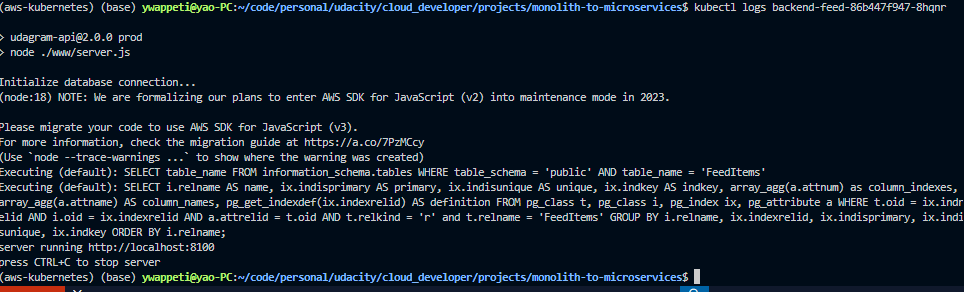 (aws-kubernetes) (base) ywappeti@yao-PC:~/code/personal/udacity/cloud_developer/projects/monolith-to-microservices$ kubectl logs backend-feed-86b447f947-8hqnr
> udagram-api@2.0.0 prod
> node ./www/server.js
Initialize database connection...
(node:18) NOTE: We are formalizing our plans to enter AWS SDK for JavaScript (v2) into maintenance mode in 2023.
Please migrate your code to use AWS SDK for JavaScript (v3).
For more information, check the migration guide at https://a.co/7PzMCcy
(Use `node --trace-warnings ...` to show where the warning was created)
Executing (default): SELECT table_name FROM information_schema.tables WHERE table_schema = 'public' AND table_name = 'FeedItems'
Executing (default): SELECT i.relname AS name, ix.indisprimary AS primary, ix.indisunique AS unique, ix.indkey AS indkey, array_agg(a.attnum) as column_indexes,
array_agg(a.attname) AS column_names, pg_get_indexdef(ix.indexrelid) AS definition FROM pg_class t, pg_class i, pg_index ix, pg_attribute a WHERE t.oid = ix.indr
elid AND i.oid = ix.indexrelid AND a.attrelid = t.oid AND t.relkind = 'r' and t.relname = 'FeedItems' GROUP BY i.relname, ix.indexrelid, ix.indisprimary, ix.indi
sunique, ix.indkey ORDER BY i.relname;
server running http://localhost:8100
press CTRL+C to stop server
(aws-kubernetes) (base) ywappeti@yao-PC:~/code/personal/udacity/cloud_developer/projects/monolith-to-microservices$